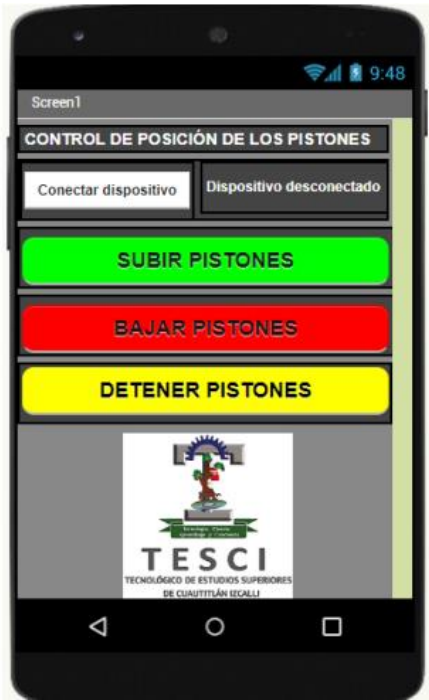 9:48
Screen1
CONTROL DE POSICIÓN DE LOS PISTONES
Conectar dispositivo
Dispositivo desconectado
SUBIR PISTONES
BAJAR PISTONES
DETENER PISTONES
TESCI
TECNOLÓGICO DE ESTUDIOS SUPERIORES
DE CUAUTITLÁN IZCALLI